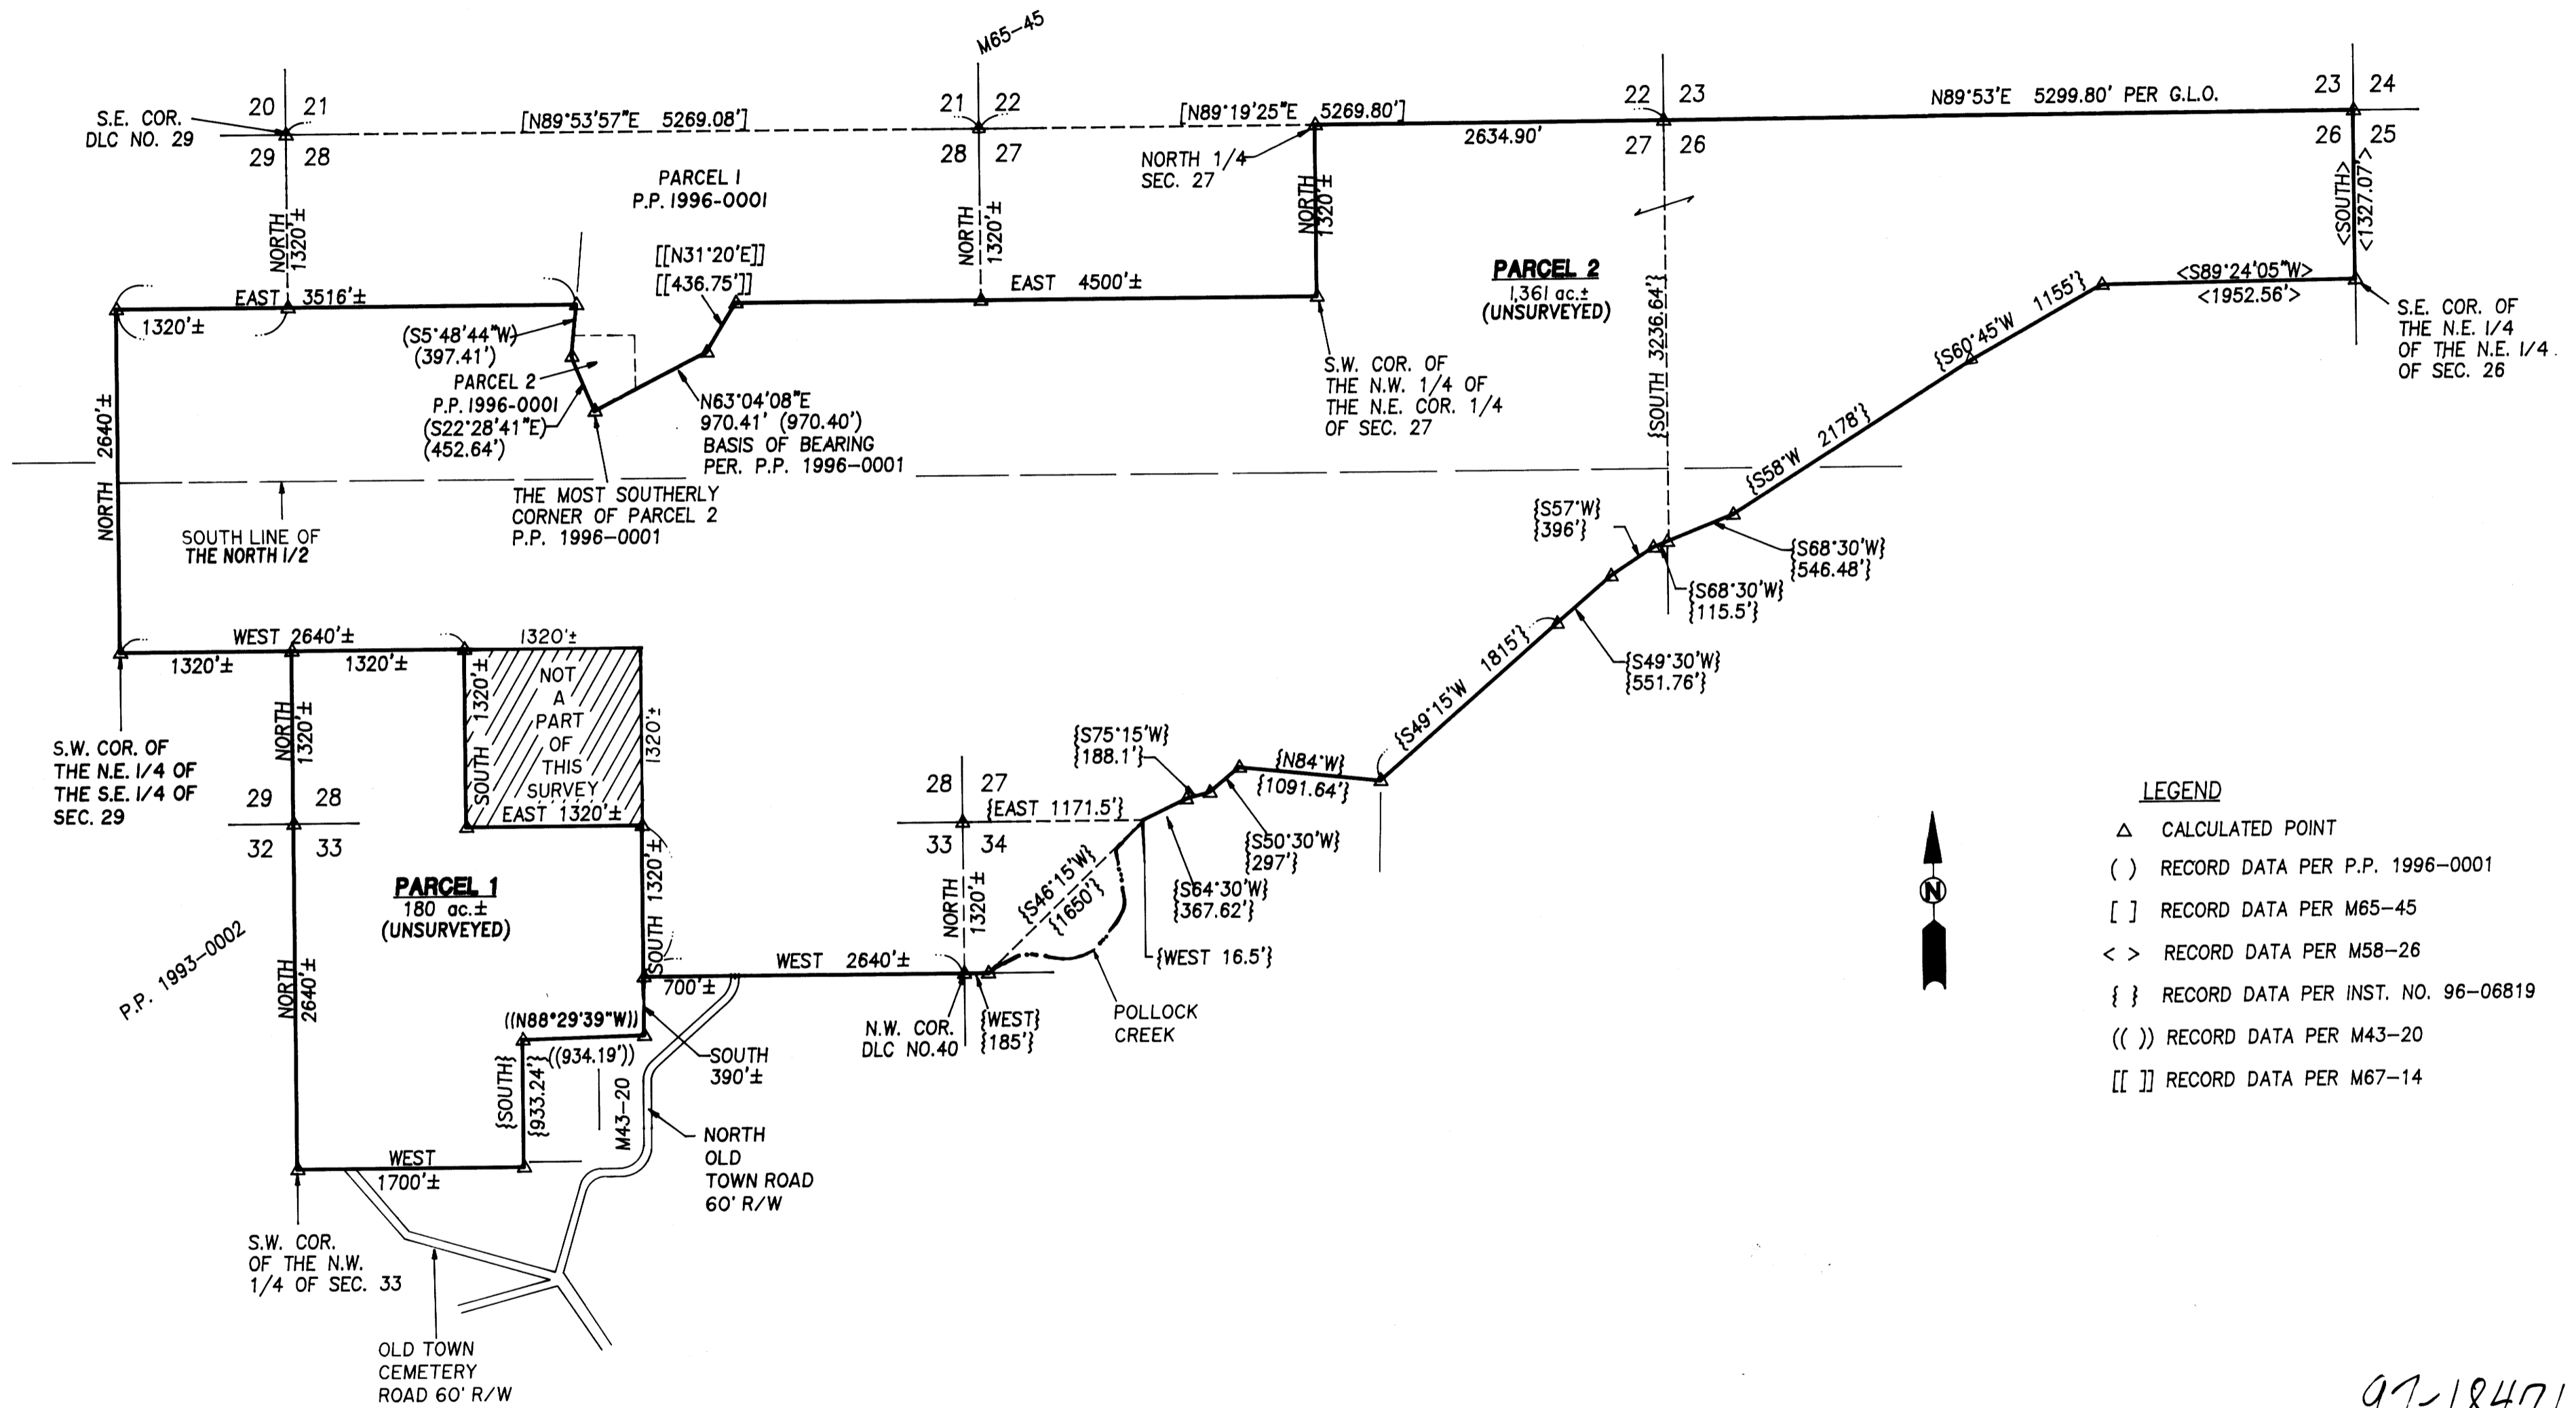 M65-45
20 21
29 28
S.E. COR.
DLC NO. 29
[N89°53'57"E 5269.08']
21 22
28 27
[N89°19'25"E 5269.80']
2634.90'
22 23
27 26
N89°53'E 5299.80' PER G.L.O.
23 24
26 25
NORTH 1/4
SEC. 27
PARCEL 1
P.P. 1996-0001
NORTH
1320'±
NORTH
1320'±
NORTH
1320'±
<SOUTH>
<1327.07'>
[[N31°20'E]]
[[436.75']]
EAST 3516'±
1320'±
EAST 4500'±
PARCEL 2
1,361 ac.±
(UNSURVEYED)
{SOUTH 3236.64'}
<S89°24'05"W>
<1952.56'>
S.E. COR. OF
THE N.E. 1/4
OF THE N.E. 1/4
OF SEC. 26
{S60°45'W 1155'}
(S5°48'44"W)
(397.41')
PARCEL 2
P.P. 1996-0001
(S22°28'41"E)
(452.64')
N63°04'08"E
970.41' (970.40')
BASIS OF BEARING
PER. P.P. 1996-0001
S.W. COR. OF
THE N.W. 1/4 OF
THE N.E. COR. 1/4
OF SEC. 27
NORTH 2640'±
{S58°W 2178'}
THE MOST SOUTHERLY
CORNER OF PARCEL 2
P.P. 1996-0001
SOUTH LINE OF
THE NORTH 1/2
{S57°W}
{396'}
{S68°30'W}
{546.48'}
{S68°30'W}
{115.5'}
{S49°30'W}
{551.76'}
{S49°15'W 1815'}
WEST 2640'±
1320'±
1320'±
1320'±
SOUTH 1320'±
NOT
A
PART
OF
THIS
SURVEY
1320'±
EAST 1320'±
NORTH
1320'±
S.W. COR. OF
THE N.E. 1/4 OF
THE S.E. 1/4 OF
SEC. 29
29 28
32 33
{S75°15'W}
{188.1'}
{N84°W}
{1091.64'}
28 27
33 34
{EAST 1171.5'}
{S50°30'W}
{297'}
{S64°30'W}
{367.62'}
{S46°15'W}
{1650'}
{WEST 16.5'}
NORTH
1320'±
PARCEL 1
180 ac.±
(UNSURVEYED)
P.P. 1993-0002
SOUTH 1320'±
WEST 2640'±
700'±
NORTH
2640'±
N.W. COR.
DLC NO.40
{WEST}
{185'}
POLLOCK
CREEK
((N88°29'39"W))
((934.19'))
SOUTH
390'±
{SOUTH}
{933.24'}
M43-20
NORTH
OLD
TOWN ROAD
60' R/W
WEST
1700'±
S.W. COR.
OF THE N.W.
1/4 OF SEC. 33
OLD TOWN
CEMETERY
ROAD 60' R/W
N
LEGEND
△ CALCULATED POINT
( ) RECORD DATA PER P.P. 1996-0001
[ ] RECORD DATA PER M65-45
< > RECORD DATA PER M58-26
{ } RECORD DATA PER INST. NO. 96-06819
(( )) RECORD DATA PER M43-20
[[ ]] RECORD DATA PER M67-14